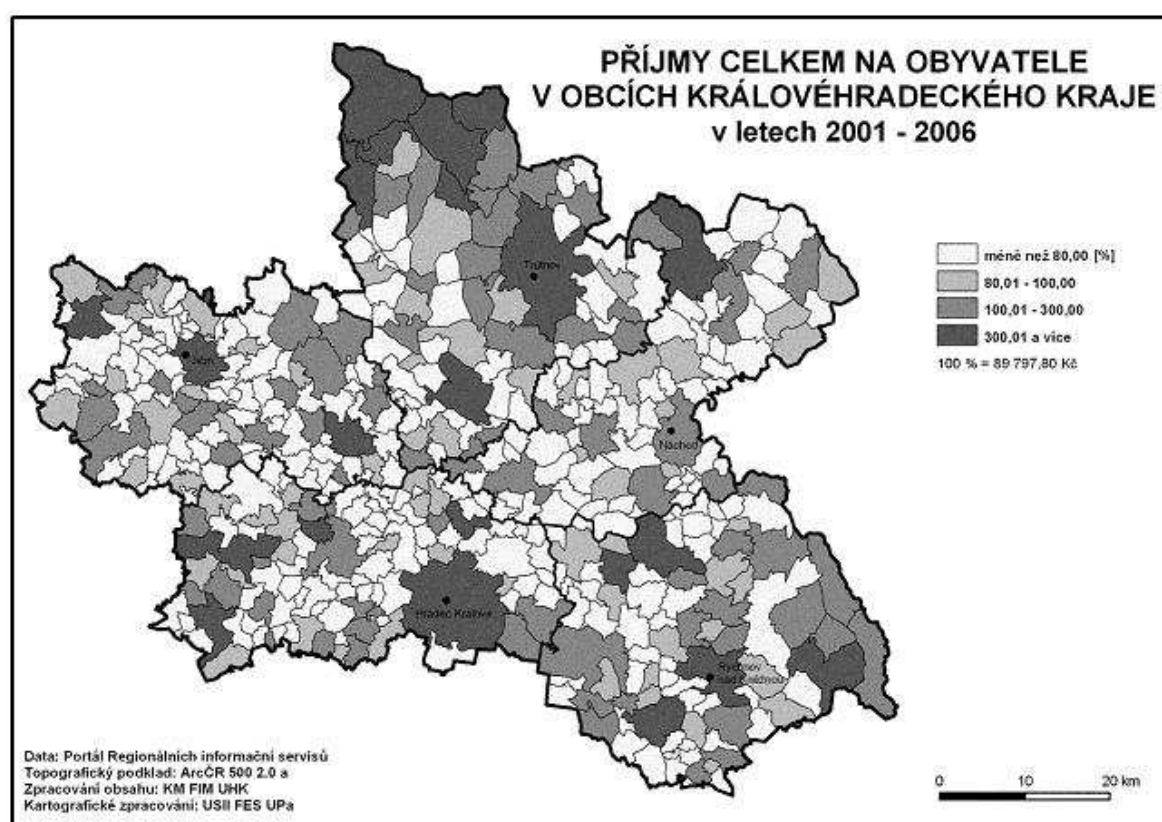 PŘÍJMY CELKEM NA OBYVATELE
V OBCÍCH KRÁLOVÉHRADECKÉHO KRAJE
v letech 2001 - 2006
méně než 80,00 [%]
80,01 - 100,00
100,01 - 300,00
300,01 a více
100 % = 89 797,80 Kč
Trutnov
Jičín
Náchod
Hradec Králové
Rychnov
nad Kněžnou
Data: Portál Regionálních informační servisů
Topografický podklad: ArcČR 500 2.0 a
Zpracování obsahu: KM FIM UHK
Kartografické zpracování: USII FES UPa
0 10 20 km